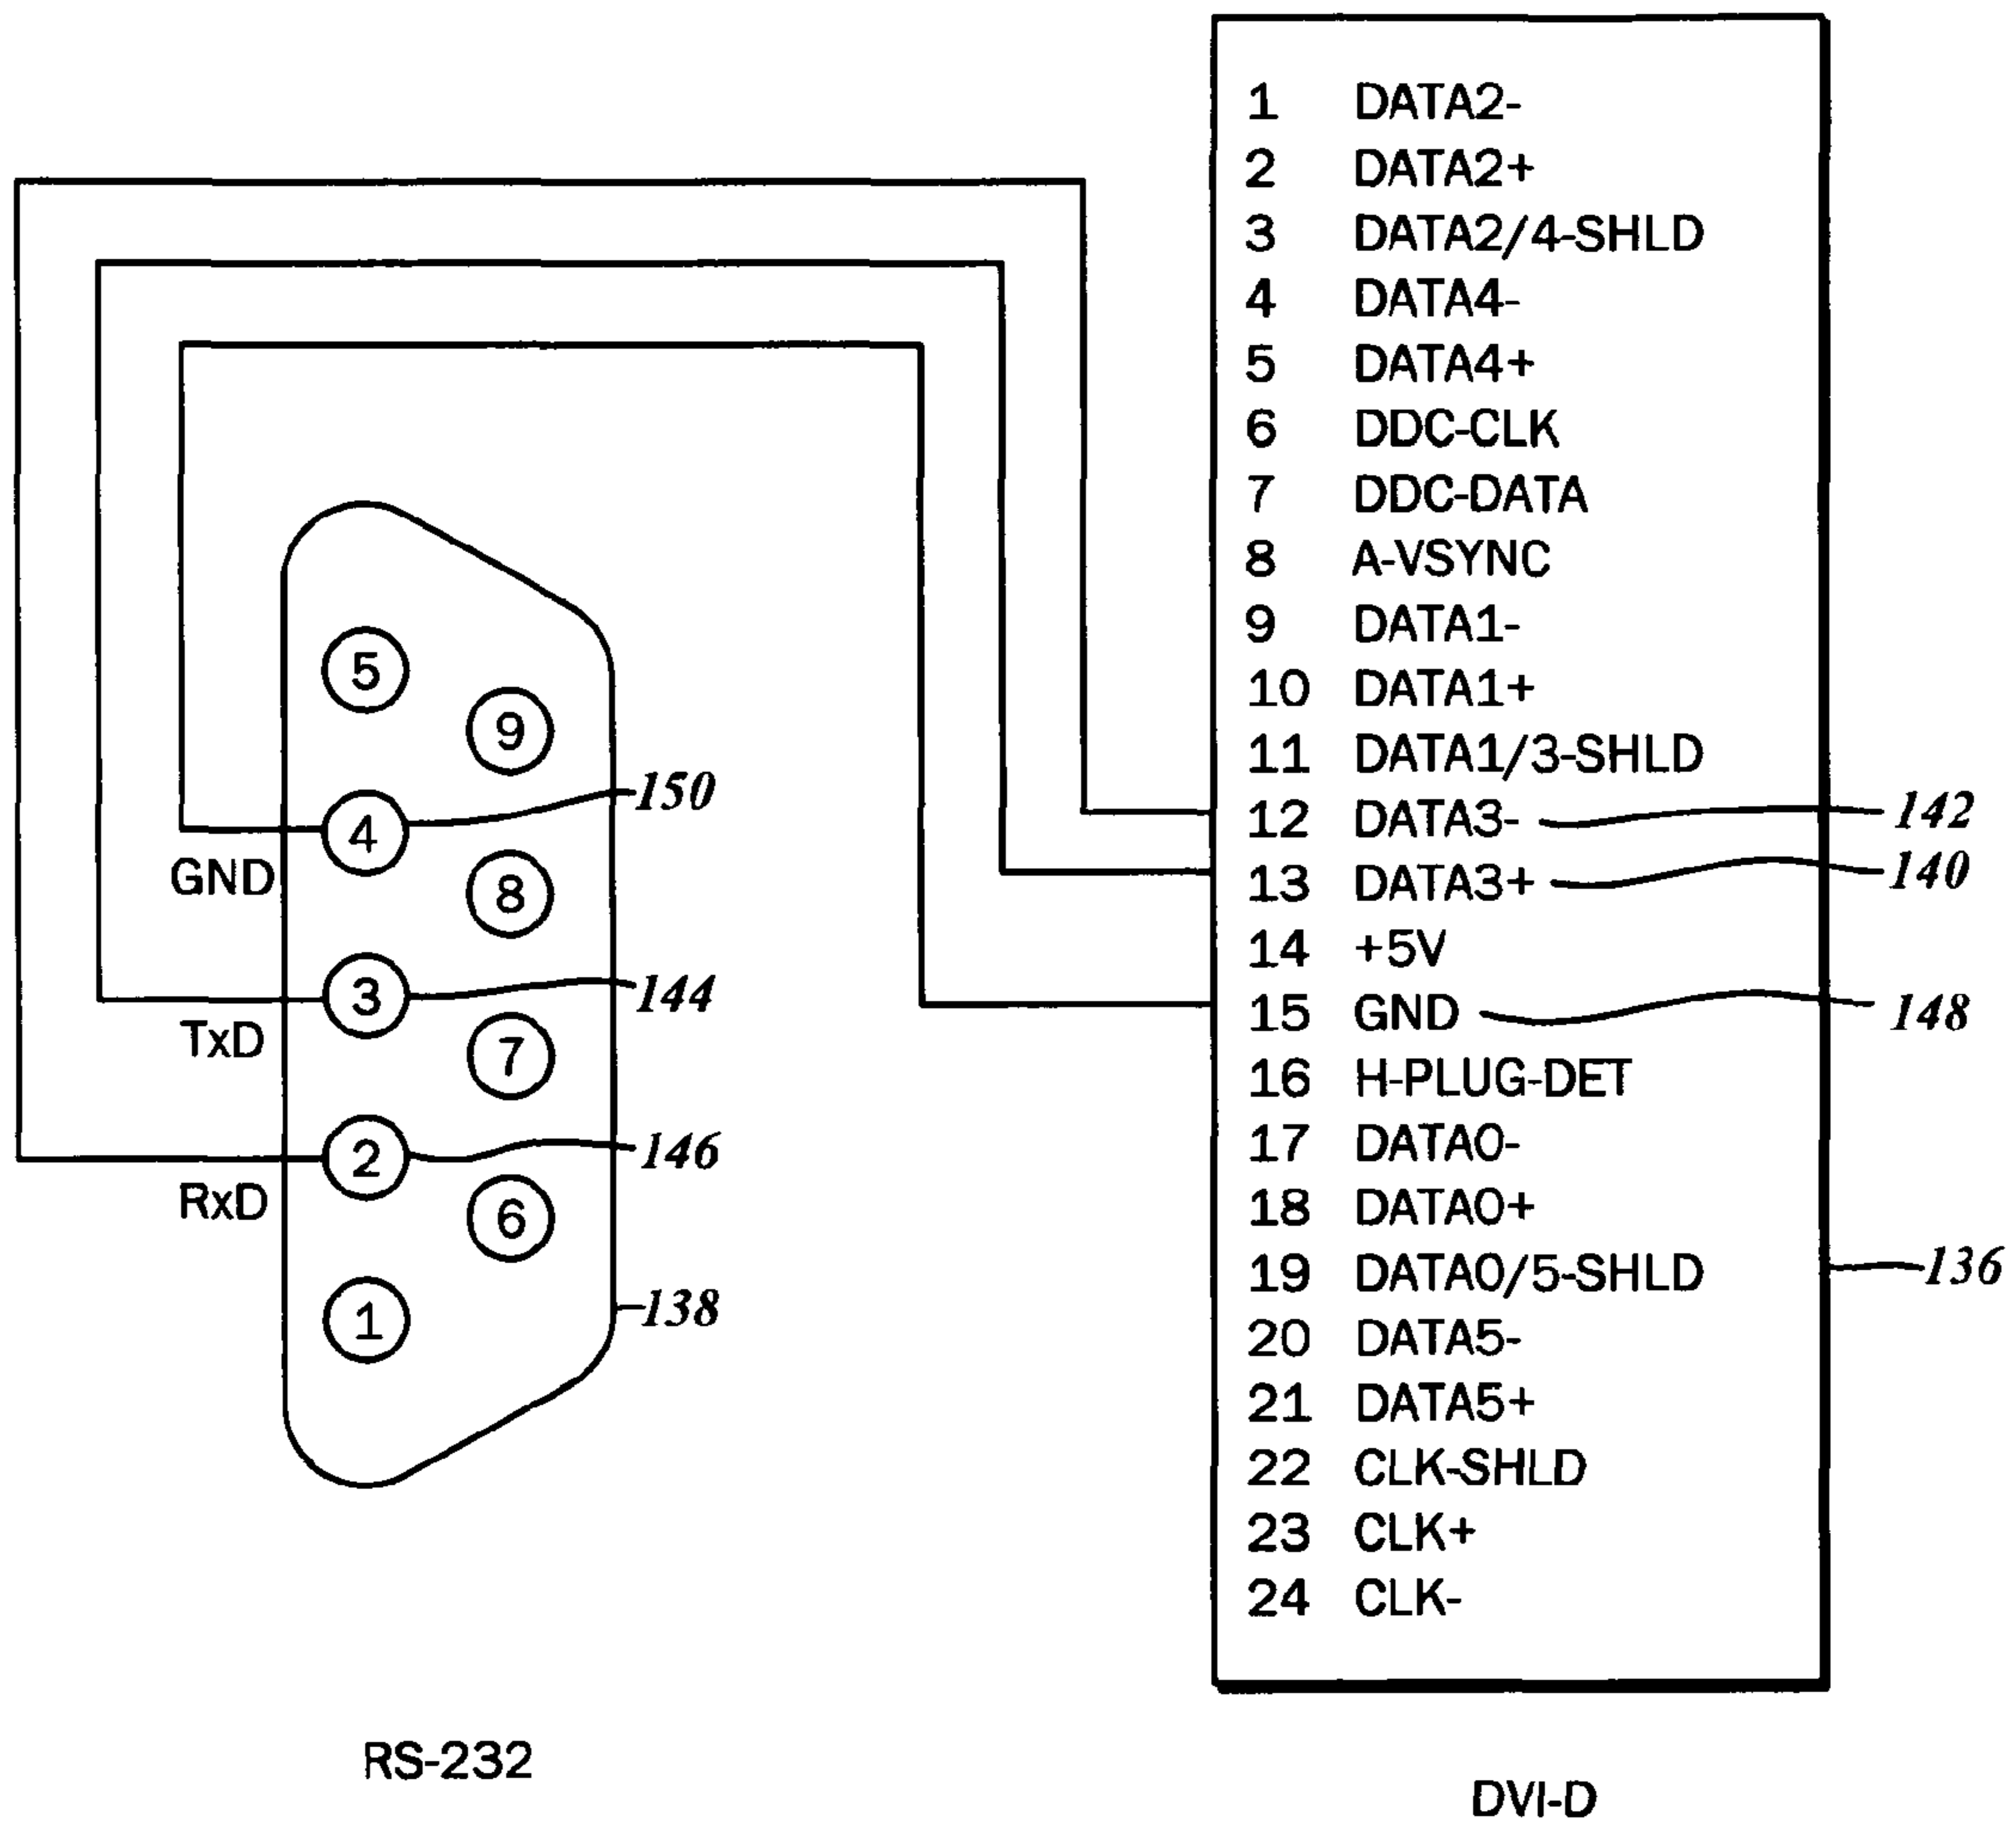 1 DATA2-
2 DATA2+
3 DATA2/4-SHLD
4 DATA4-
5 DATA4+
6 DDC-CLK
7 DDC-DATA
8 A-VSYNC
9 DATA1-
10 DATA1+
11 DATA1/3-SHLD
12 DATA3- 142
13 DATA3+ 140
14 +5V
15 GND 148
16 H-PLUG-DET
17 DATA0-
18 DATA0+
19 DATA0/5-SHLD 136
20 DATA5-
21 DATA5+
22 CLK-SHLD
23 CLK+
24 CLK-
DVI-D
5
9
4 150
GND
8
3 144
TxD
7
2 146
RxD
6
1 138
RS-232